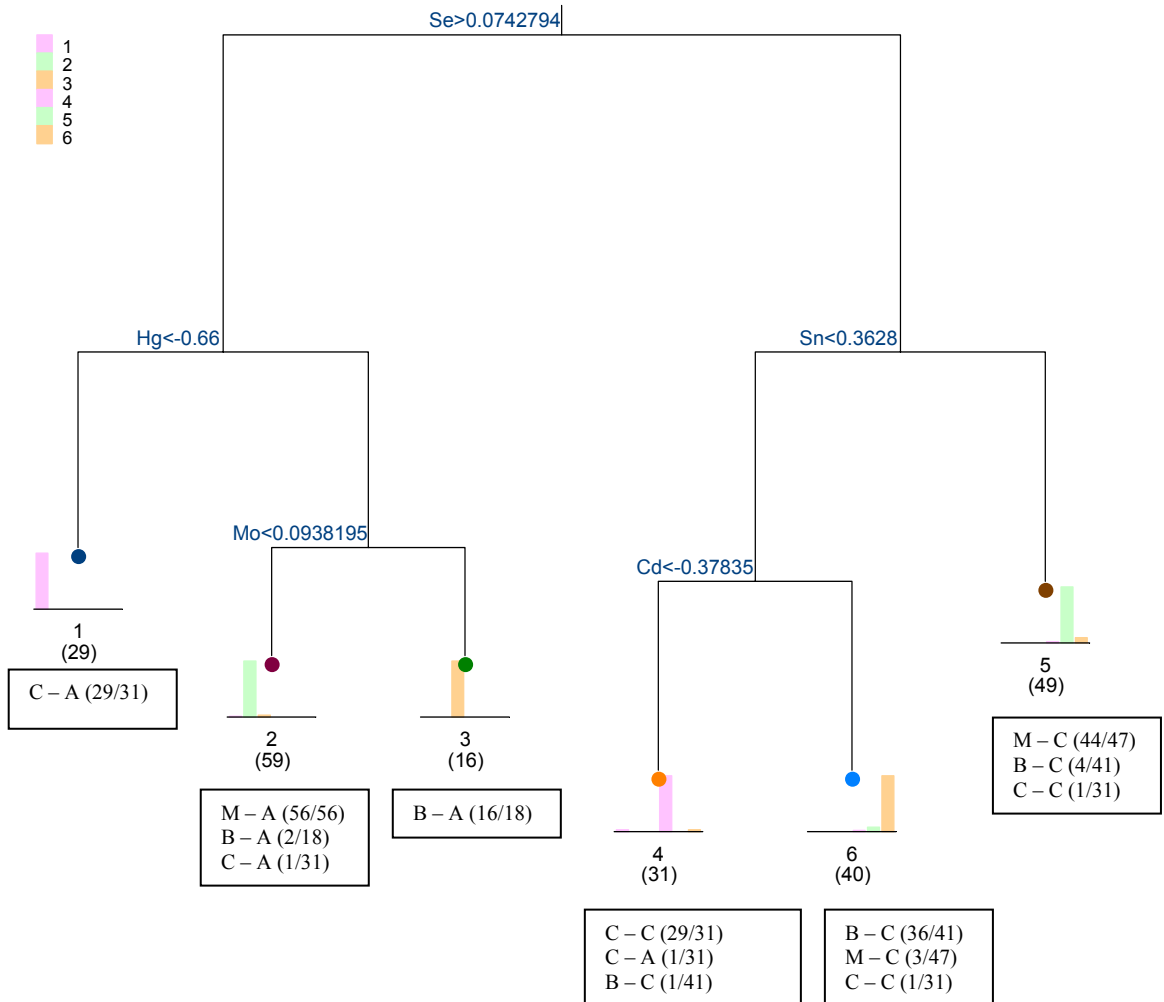 Se>0.0742794
1
2
3
4
5
6
Hg<-0.66
Sn<0.3628
Mo<0.0938195
Cd<-0.37835
1
(29)
C – A (29/31)
2
(59)
M – A (56/56)
B – A (2/18)
C – A (1/31)
3
(16)
B – A (16/18)
4
(31)
C – C (29/31)
C – A (1/31)
B – C (1/41)
6
(40)
B – C (36/41)
M – C (3/47)
C – C (1/31)
5
(49)
M – C (44/47)
B – C (4/41)
C – C (1/31)